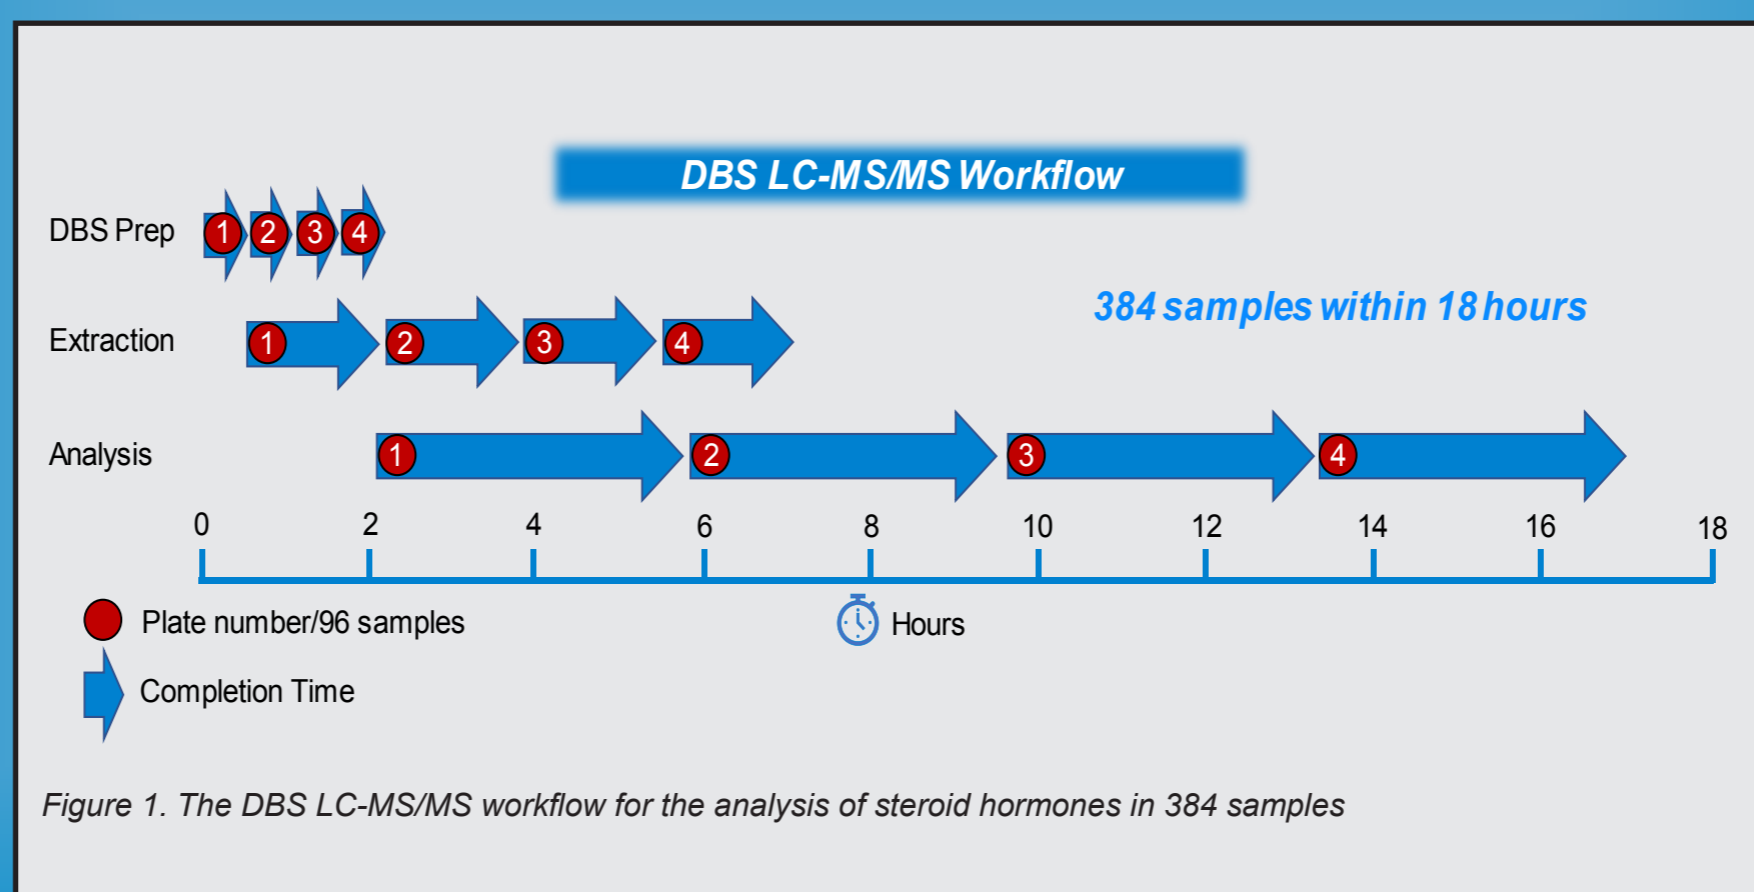 DBS LC-MS/MS Workflow
DBS Prep 1 2 3 4
384 samples within 18 hours
Extraction 1 2 3 4
Analysis 1 2 3 4
0 2 4 6 8 10 12 14 16 18
Plate number/96 samples
Hours
Completion Time
Figure 1. The DBS LC-MS/MS workflow for the analysis of steroid hormones in 384 samples